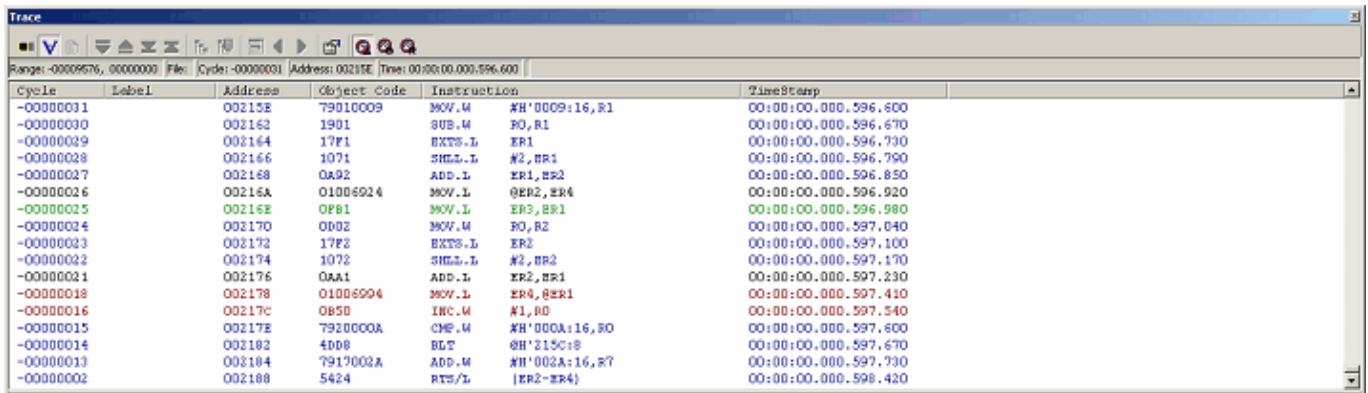 Trace
Range: -00009576, 00000000 File: Cycle: -00000031 Address: 00215E Time: 00:00:00.000.596.600
Cycle Label Address Object Code Instruction TimeStamp
-00000031 00215E 79010009 MOV.W #H'0009:16,R1 00:00:00.000.596.600
-00000030 002162 1901 SUB.W R0,R1 00:00:00.000.596.670
-00000029 002164 17F1 EXTS.L ER1 00:00:00.000.596.730
-00000028 002166 1071 SHLL.L #2,ER1 00:00:00.000.596.790
-00000027 002168 0A92 ADD.L ER1,ER2 00:00:00.000.596.850
-00000026 00216A 01006924 MOV.L @ER2,ER4 00:00:00.000.596.920
-00000025 00216E 0FB1 MOV.L ER3,ER1 00:00:00.000.596.980
-00000024 002170 0D02 MOV.W R0,R2 00:00:00.000.597.040
-00000023 002172 17F2 EXTS.L ER2 00:00:00.000.597.100
-00000022 002174 1072 SHLL.L #2,ER2 00:00:00.000.597.170
-00000021 002176 0AA1 ADD.L ER2,ER1 00:00:00.000.597.230
-00000018 002178 01006994 MOV.L ER4,@ER1 00:00:00.000.597.410
-00000016 00217C 0B50 INC.W #1,R0 00:00:00.000.597.540
-00000015 00217E 7920000A CMP.W #H'000A:16,R0 00:00:00.000.597.600
-00000014 002182 4DD8 BLT @H'215C:8 00:00:00.000.597.670
-00000013 002184 7917002A ADD.W #H'002A:16,R7 00:00:00.000.597.730
-00000002 002188 5424 RTS/L (ER2-ER4) 00:00:00.000.598.420